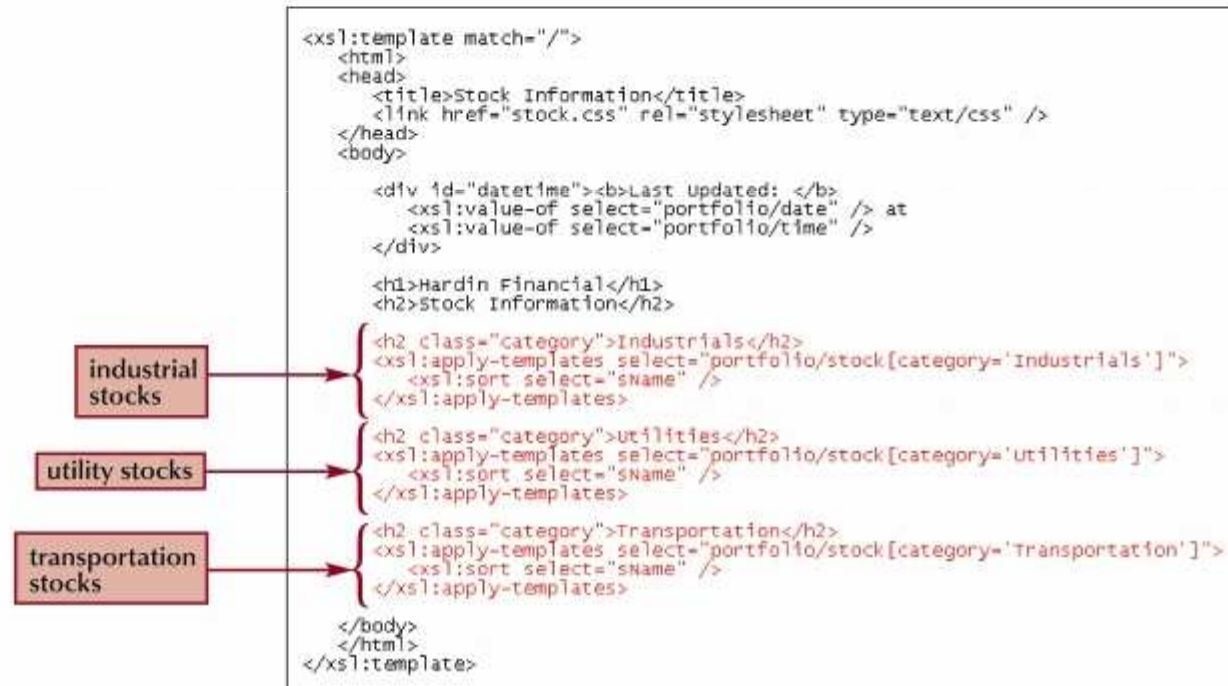 <xsl:template match="/">
<html>
<head>
<title>Stock Information</title>
<link href="stock.css" rel="stylesheet" type="text/css" />
</head>
<body>
<div id="datetime"><b>Last Updated: </b>
<xsl:value-of select="portfolio/date" /> at
<xsl:value-of select="portfolio/time" />
</div>
<h1>Hardin Financial</h1>
<h2>Stock Information</h2>
industrial
stocks
<h2 class="category">Industrials</h2>
<xsl:apply-templates select="portfolio/stock[category='Industrials']">
<xsl:sort select="sName" />
</xsl:apply-templates>
utility stocks
<h2 class="category">Utilities</h2>
<xsl:apply-templates select="portfolio/stock[category='Utilities']">
<xsl:sort select="sName" />
</xsl:apply-templates>
transportation
stocks
<h2 class="category">Transportation</h2>
<xsl:apply-templates select="portfolio/stock[category='Transportation']">
<xsl:sort select="sName" />
</xsl:apply-templates>
</body>
</html>
</xsl:template>